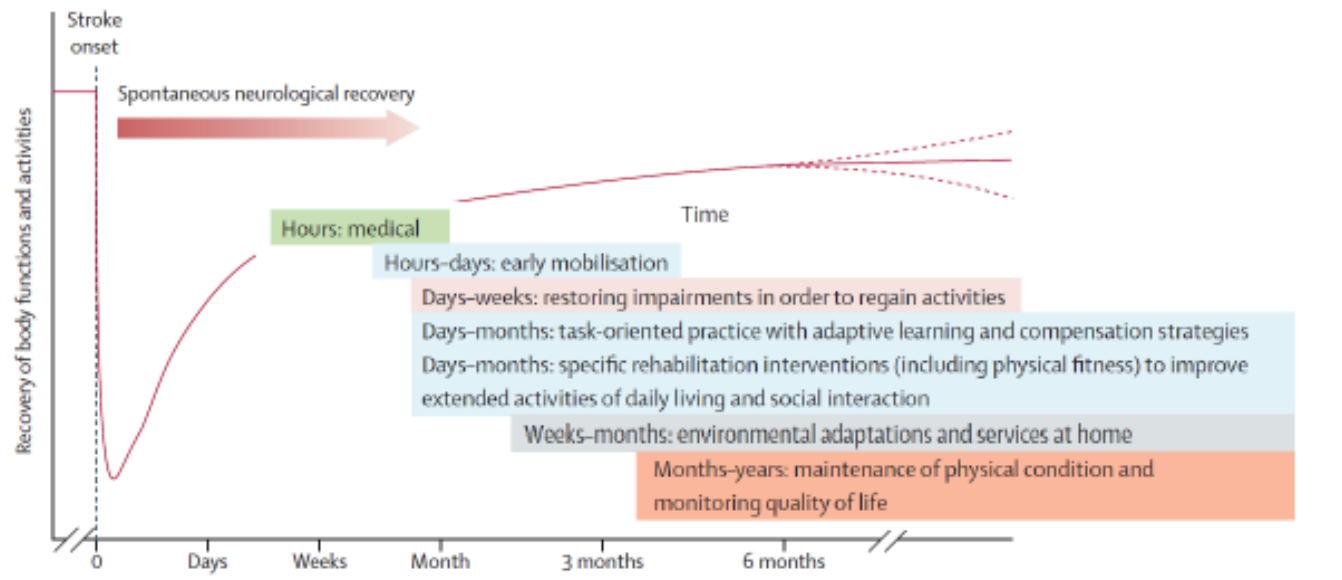 Stroke
onset
Spontaneous neurological recovery
Recovery of body functions and activities
Time
Hours: medical
Hours–days: early mobilisation
Days–weeks: restoring impairments in order to regain activities
Days–months: task-oriented practice with adaptive learning and compensation strategies
Days–months: specific rehabilitation interventions (including physical fitness) to improve
extended activities of daily living and social interaction
Weeks–months: environmental adaptations and services at home
Months–years: maintenance of physical condition and
monitoring quality of life
0 Days Weeks Month 3 months 6 months